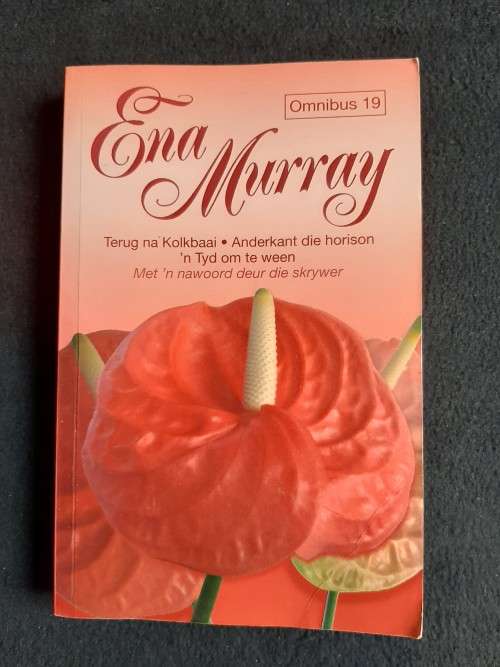 Omnibus 19
Ena
Murray
Terug na Kolkbaai • Anderkant die horison
'n Tyd om te ween
Met 'n nawoord deur die skrywer